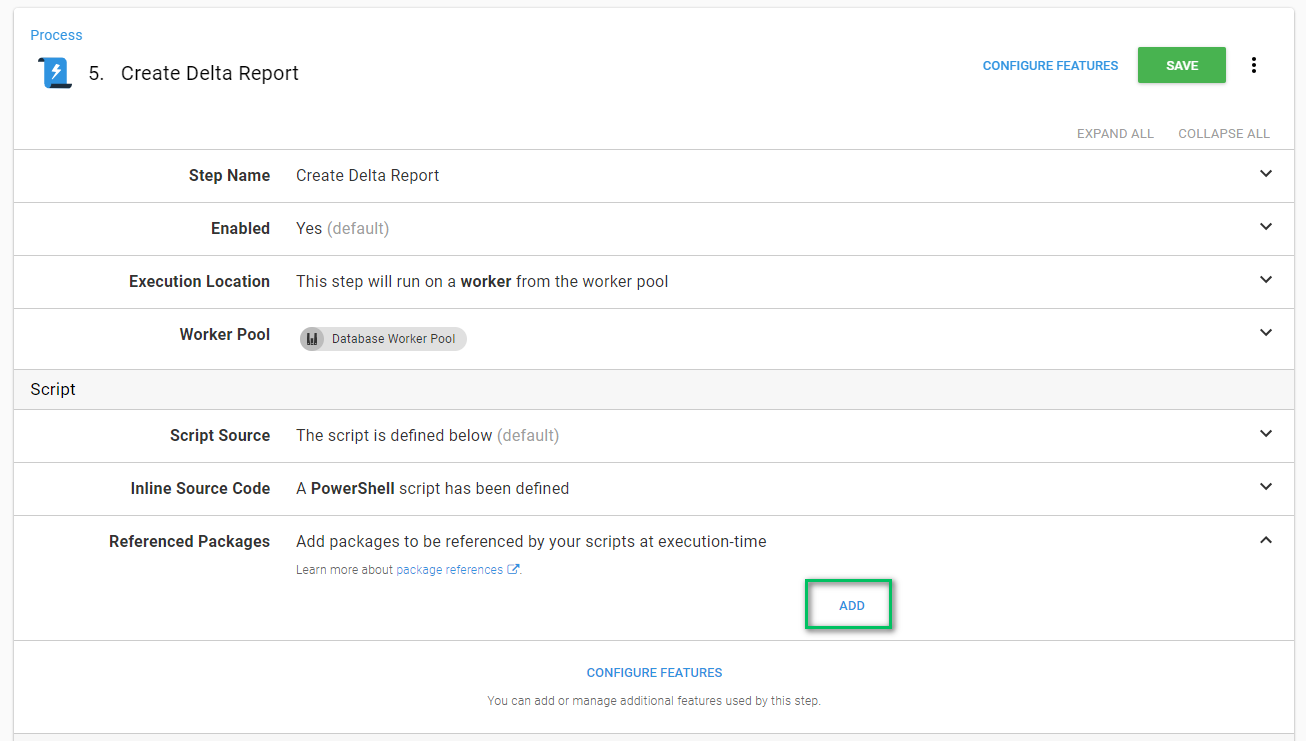 Process
5. Create Delta Report
CONFIGURE FEATURES
SAVE
EXPAND ALL COLLAPSE ALL
Step Name Create Delta Report
Enabled Yes (default)
Execution Location This step will run on a worker from the worker pool
Worker Pool Database Worker Pool
Script
Script Source The script is defined below (default)
Inline Source Code A PowerShell script has been defined
Referenced Packages Add packages to be referenced by your scripts at execution-time
Learn more about package references.
ADD
CONFIGURE FEATURES
You can add or manage additional features used by this step.